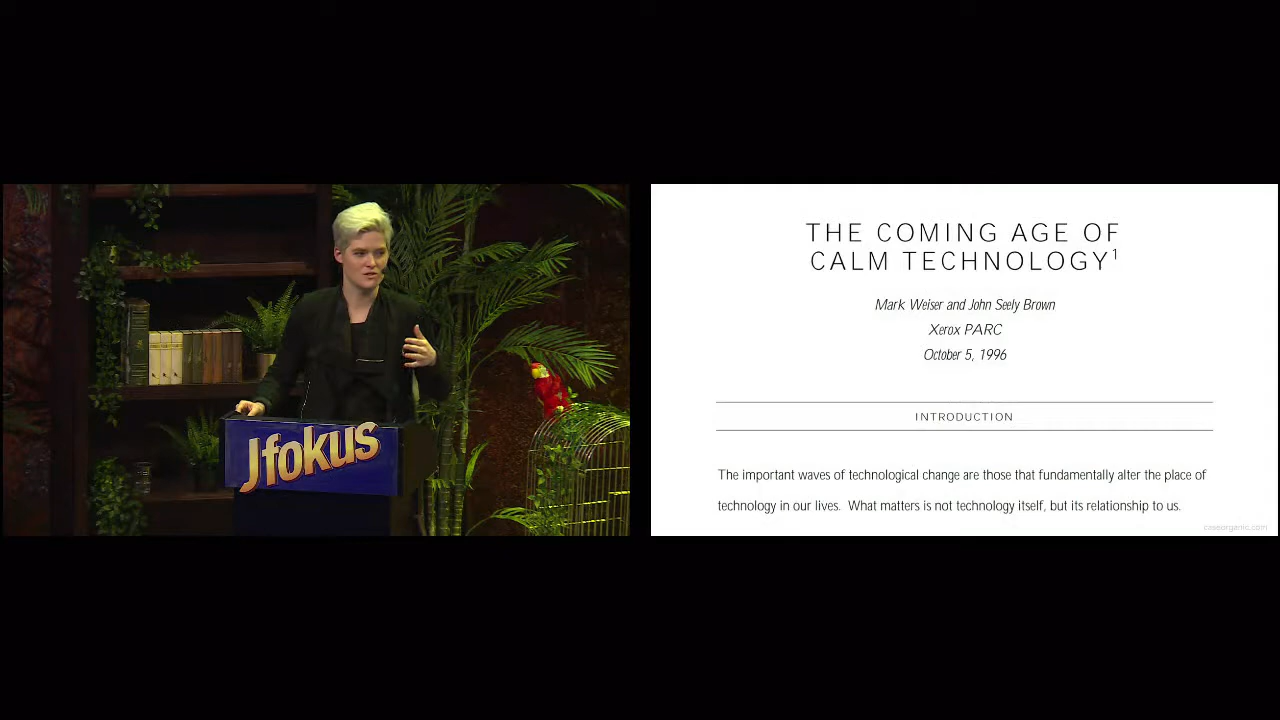 Jfokus
THE COMING AGE OF
CALM TECHNOLOGY¹
Mark Weiser and John Seely Brown
Xerox PARC
October 5, 1996
INTRODUCTION
The important waves of technological change are those that fundamentally alter the place of
technology in our lives. What matters is not technology itself, but its relationship to us.
caseorganic.com